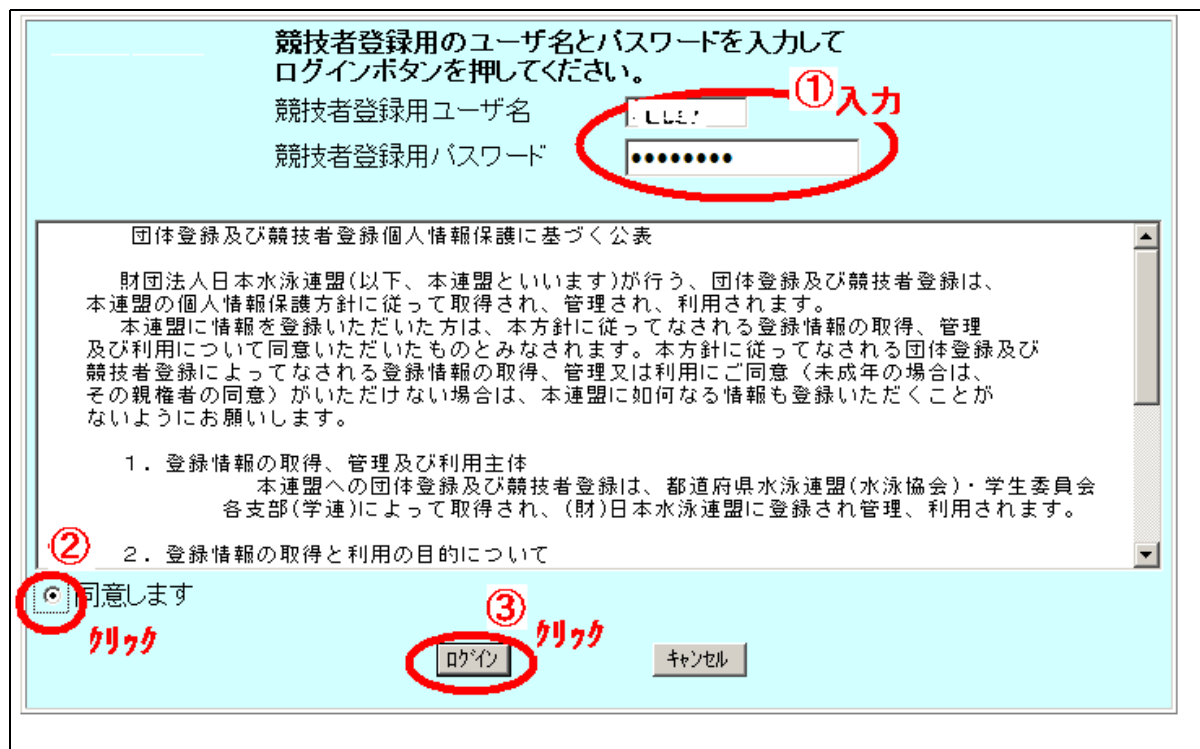 競技者登録用のユーザ名とパスワードを入力して
ログインボタンを押してください。
①入力
競技者登録用ユーザ名
競技者登録用パスワード
●●●●●●●●
団体登録及び競技者登録個人情報保護に基づく公表
財団法人日本水泳連盟(以下、本連盟といいます)が行う、団体登録及び競技者登録は、
本連盟の個人情報保護方針に従って取得され、管理され、利用されます。
本連盟に情報を登録いただいた方は、本方針に従ってなされる登録情報の取得、管理
及び利用について同意いただいたものとみなされます。本方針に従ってなされる団体登録及び
競技者登録によってなされる登録情報の取得、管理又は利用にご同意（未成年の場合は、
その親権者の同意）がいただけない場合は、本連盟に如何なる情報も登録いただくことが
ないようにお願いします。
１．登録情報の取得、管理及び利用主体
本連盟への団体登録及び競技者登録は、都道府県水泳連盟(水泳協会)・学生委員会
各支部(学連)によって取得され、(財)日本水泳連盟に登録され管理、利用されます。
２．登録情報の取得と利用の目的について
②
同意します
ｸﾘｯｸ
③
ｸﾘｯｸ
ﾛｸﾞｲﾝ
ｷｬﾝｾﾙ